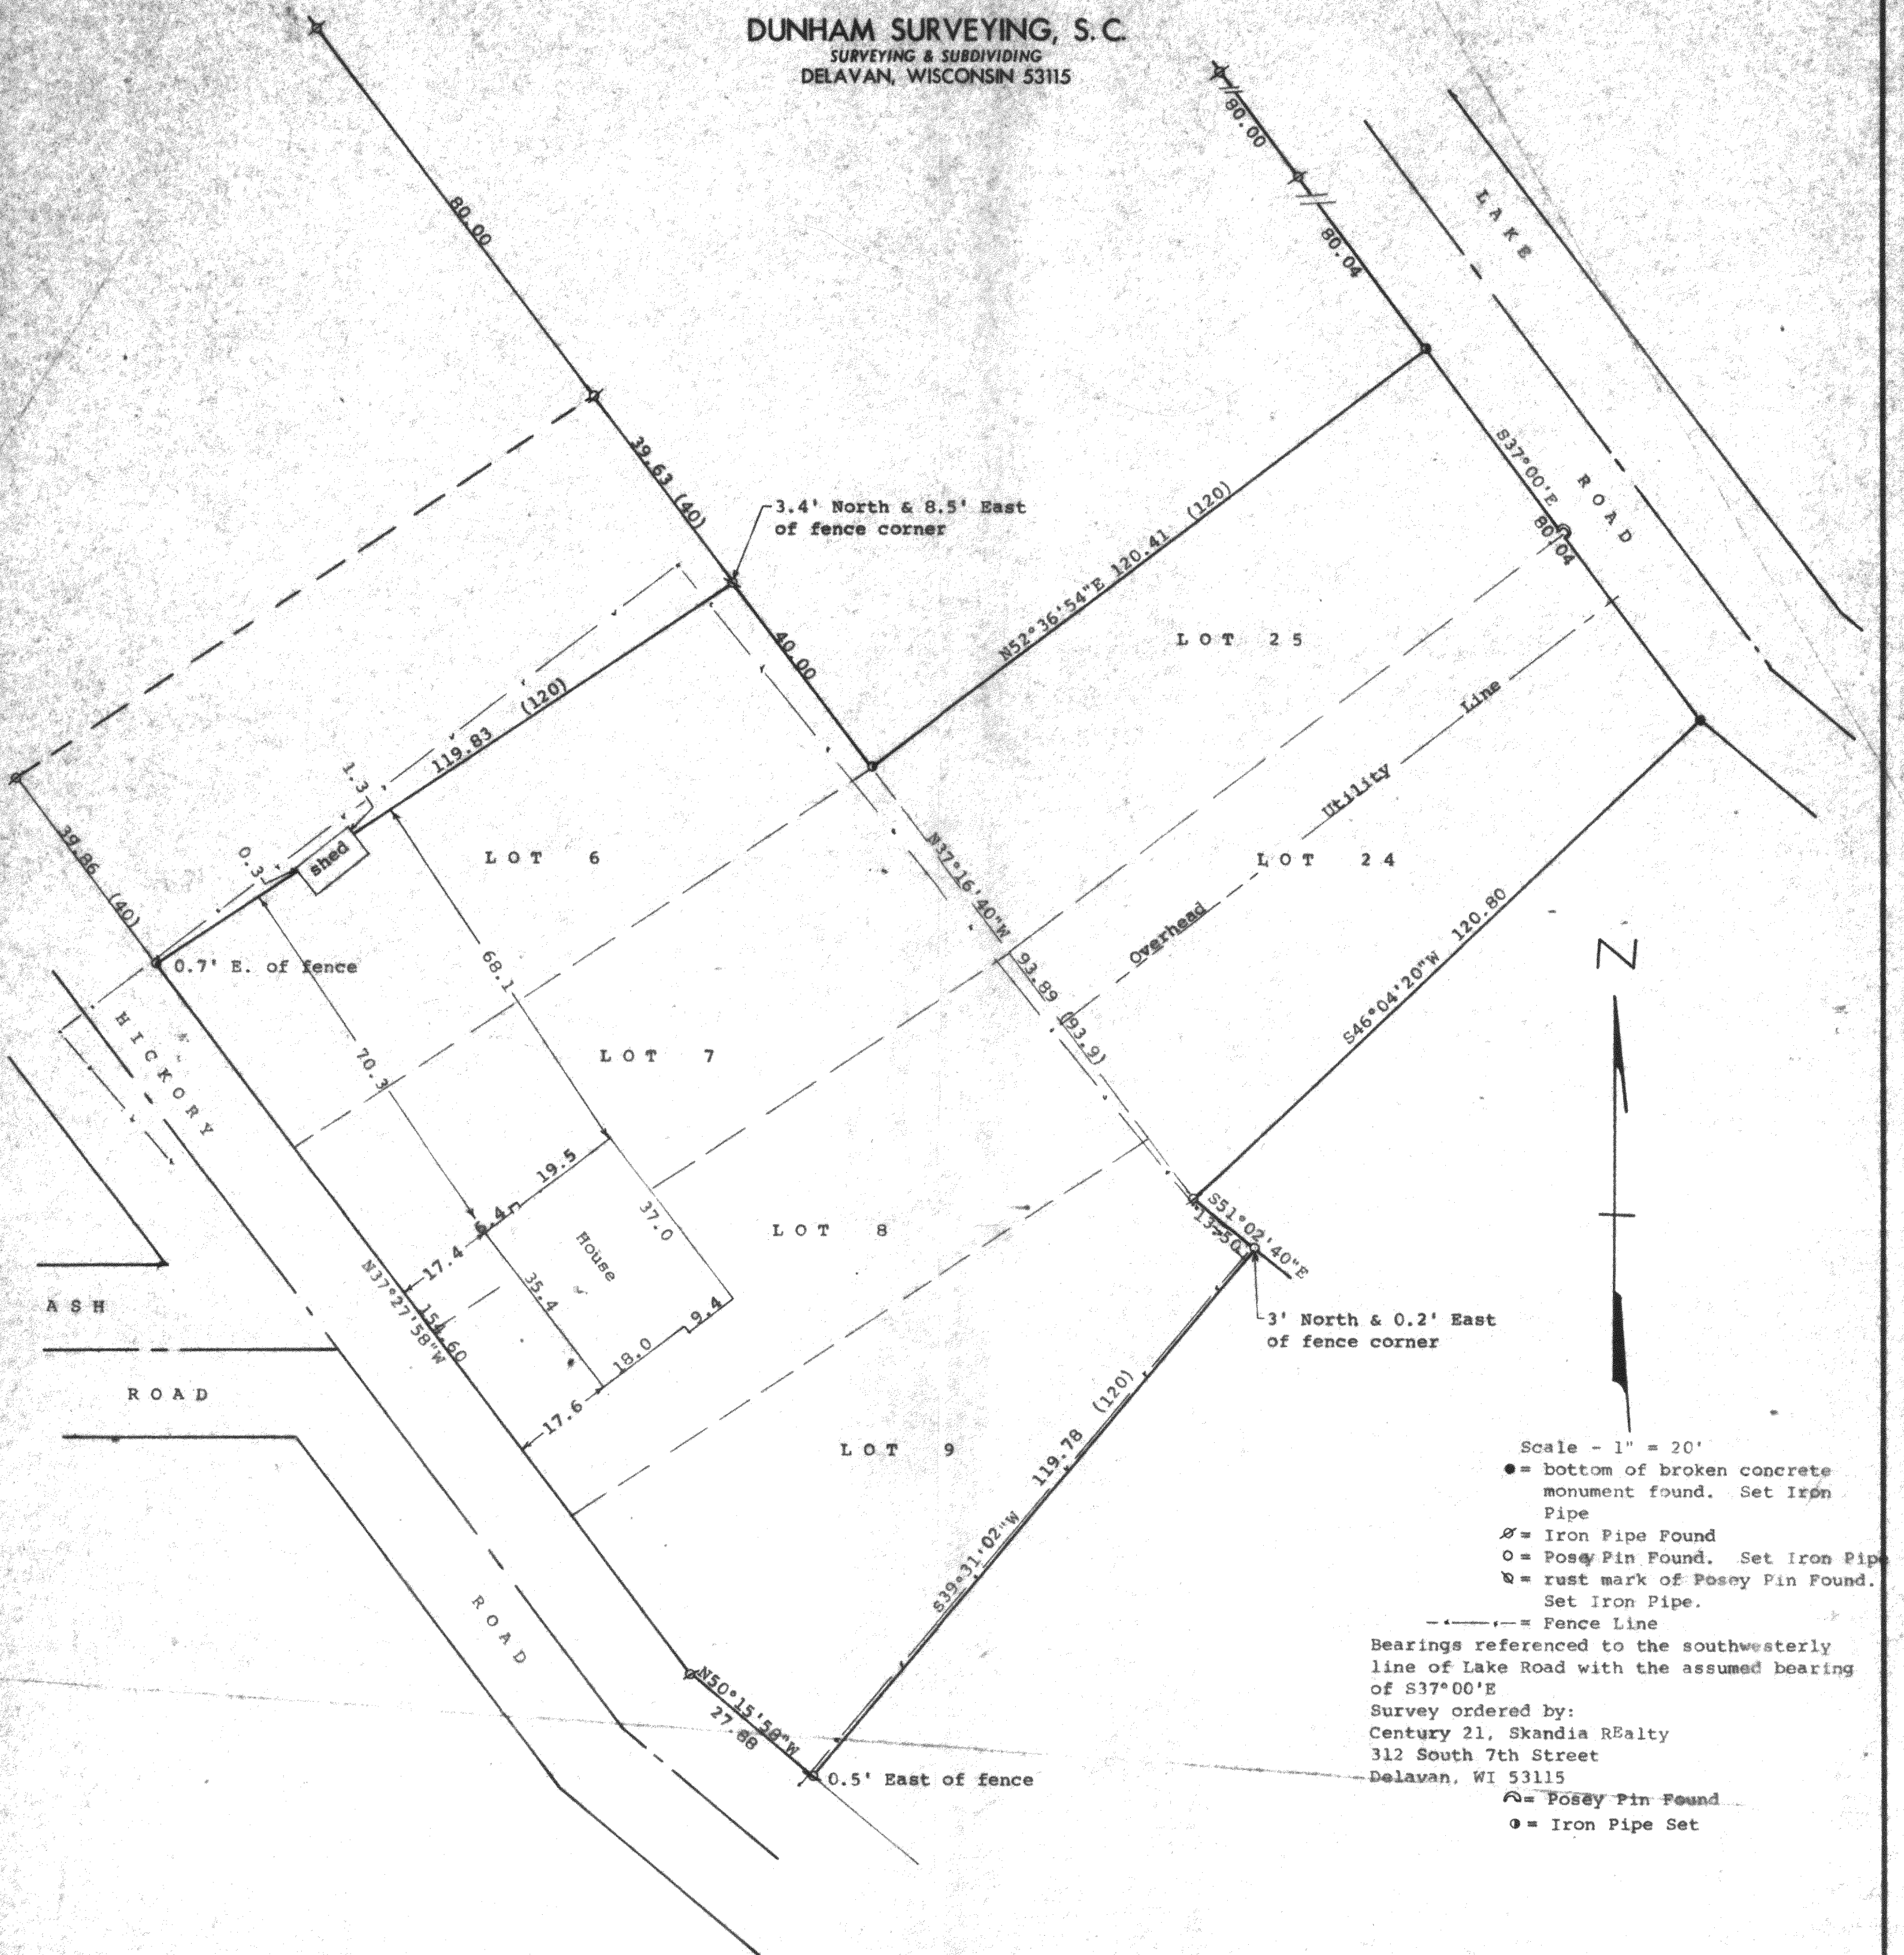 DUNHAM SURVEYING, S.C.
SURVEYING & SUBDIVIDING
DELAVAN, WISCONSIN 53115
80.00
80.00
80.04
LAKE
39.63 (40)
3.4' North & 8.5' East
of fence corner
S37°00'E
80.04
ROAD
N52°36'54"E 120.41 (120)
40.00
LOT 25
119.83 (120)
1.3
0.3
shed
39.86 (40)
0.7' E. of fence
LOT 6
N37°16'40"W
93.89 (93.9)
LOT 24
Overhead Utility Line
S46°04'20"W 120.80
N
HICKORY
68.1
70.3
LOT 7
19.5
6.4
17.4
House
37.0
35.4
LOT 8
S51°02'40"E
13.50
3' North & 0.2' East
of fence corner
ASH
ROAD
N37°27'58"W
154.60
9.4
18.0
17.6
LOT 9
119.78 (120)
S39°31'02"W
ROAD
N50°15'58"W
27.88
0.5' East of fence
Scale - 1" = 20'
= bottom of broken concrete
monument found. Set Iron
Pipe
= Iron Pipe Found
= Posey Pin Found. Set Iron Pipe
= rust mark of Posey Pin Found.
Set Iron Pipe.
= Fence Line
Bearings referenced to the southwesterly
line of Lake Road with the assumed bearing
of S37°00'E
Survey ordered by:
Century 21, Skandia REalty
312 South 7th Street
Delavan, WI 53115
= Posey Pin Found
= Iron Pipe Set